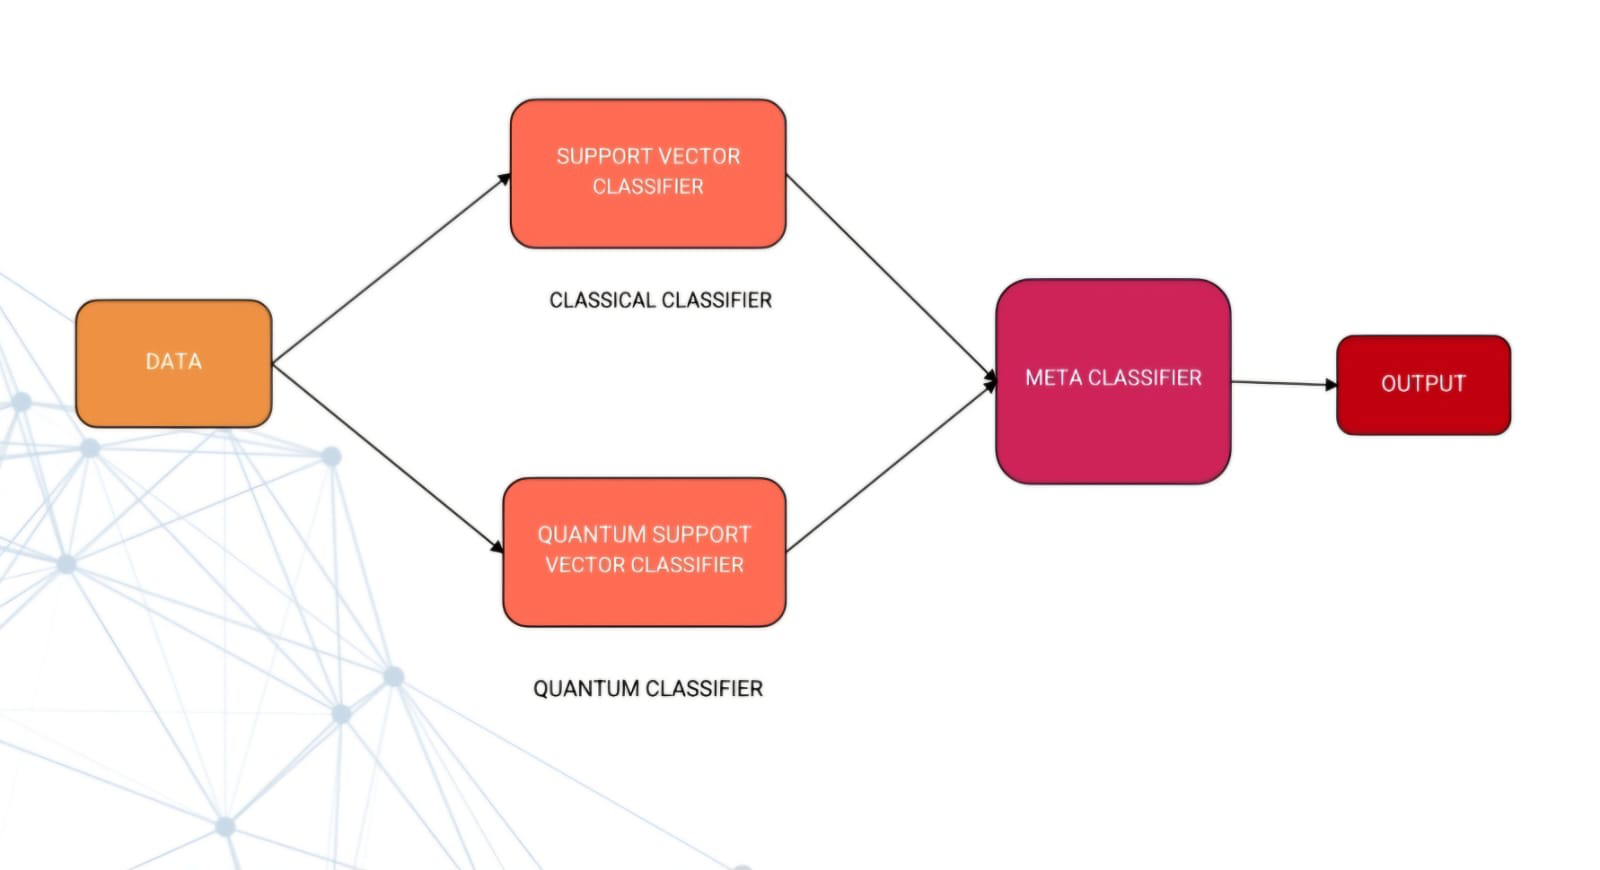 SUPPORT VECTOR
CLASSIFIER
CLASSICAL CLASSIFIER
DATA
META CLASSIFIER
OUTPUT
QUANTUM SUPPORT
VECTOR CLASSIFIER
QUANTUM CLASSIFIER